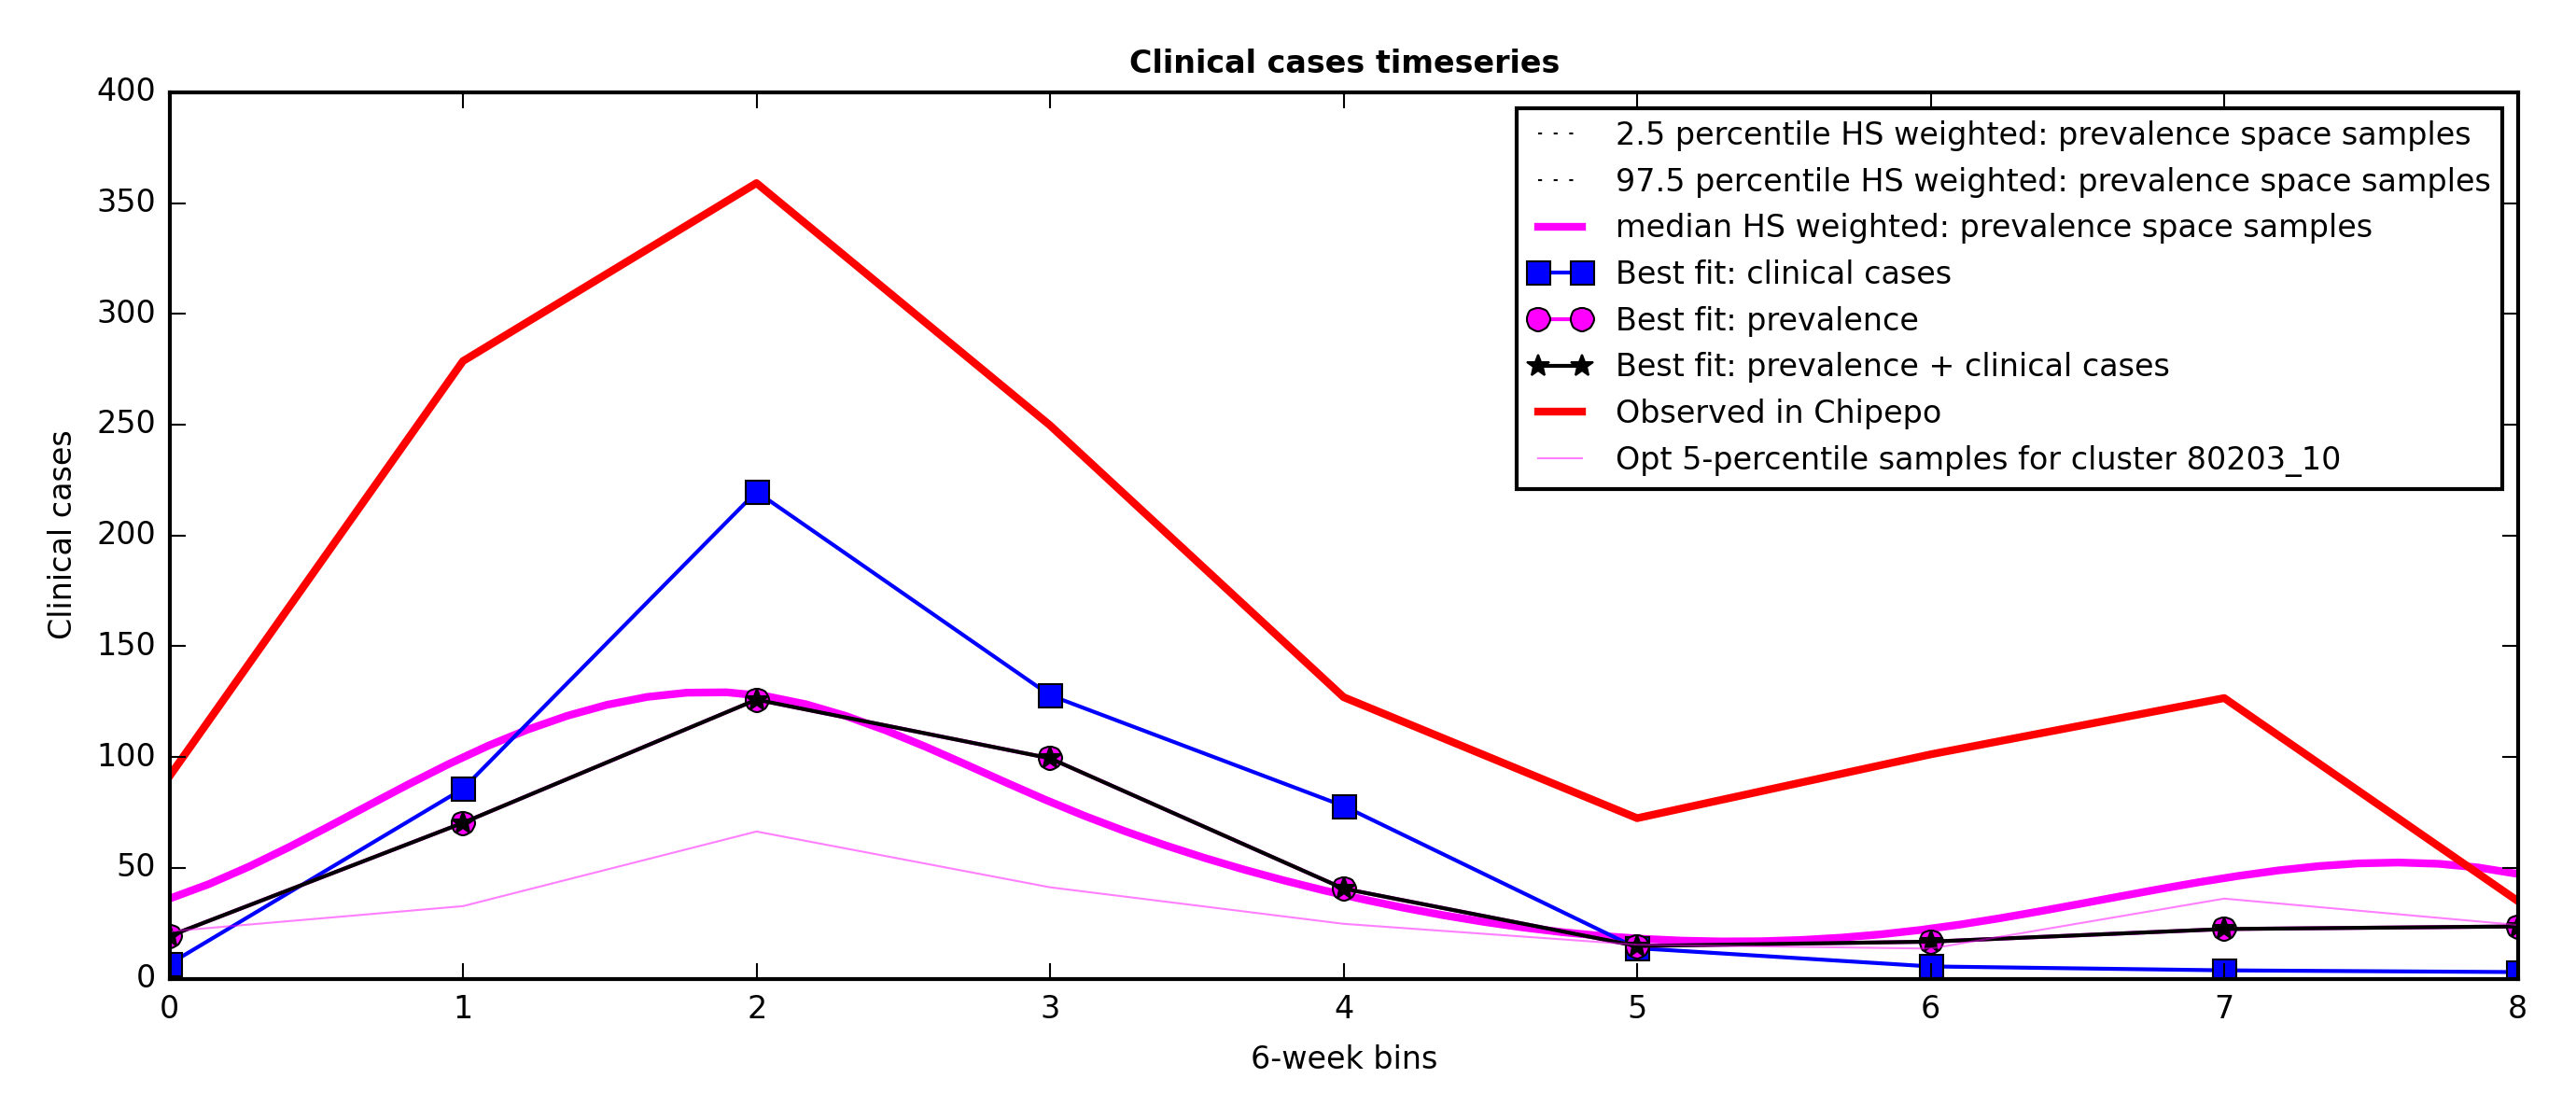 Clinical cases timeseries
400
350
300
250
200
150
100
50
0
Clinical cases
2.5 percentile HS weighted: prevalence space samples
97.5 percentile HS weighted: prevalence space samples
median HS weighted: prevalence space samples
Best fit: clinical cases
Best fit: prevalence
Best fit: prevalence + clinical cases
Observed in Chipepo
Opt 5-percentile samples for cluster 80203_10
0 1 2 3 4 5 6 7 8
6-week bins